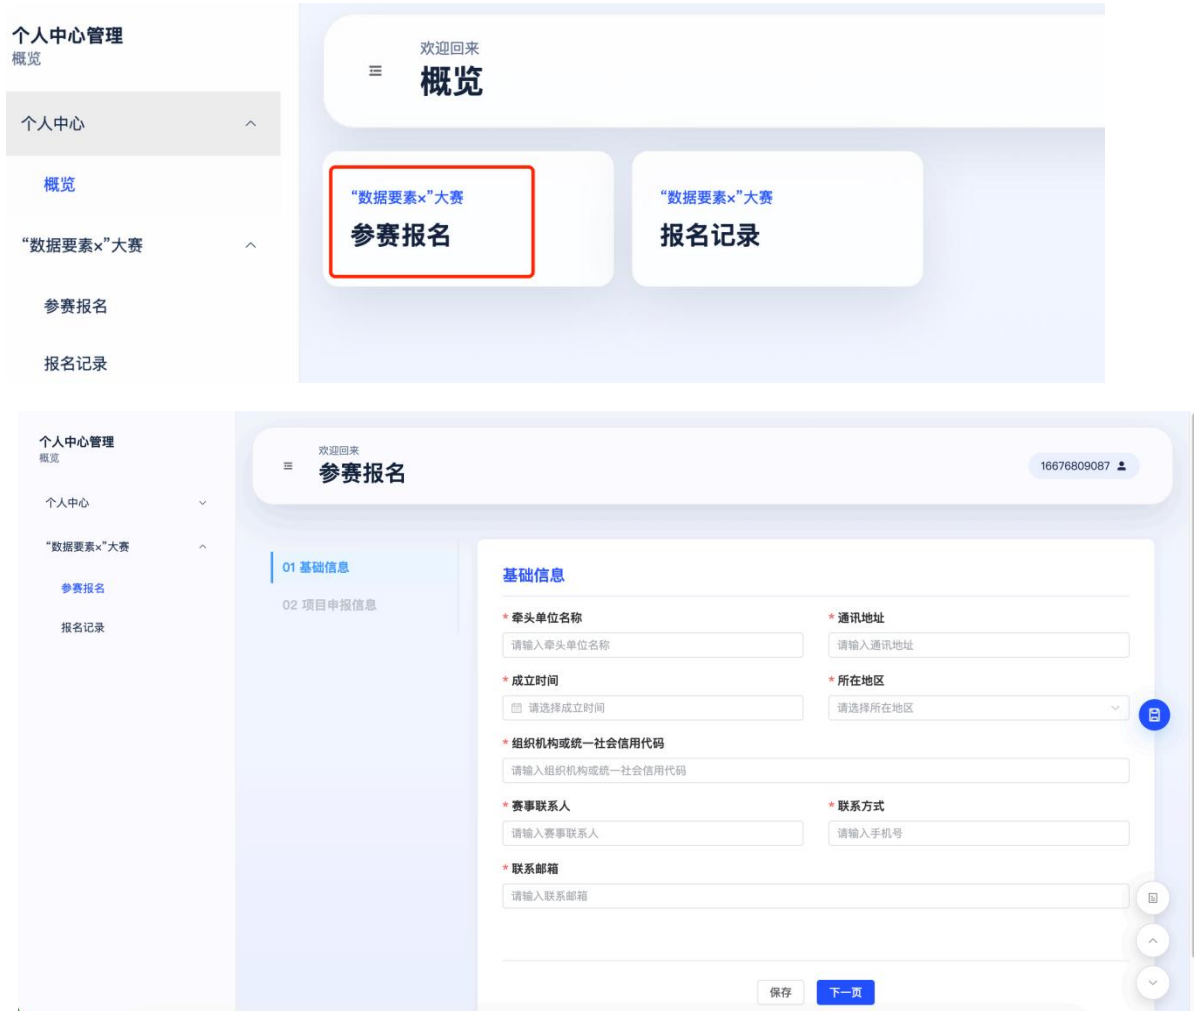 个人中心管理
概览
个人中心
概览
“数据要素×”大赛
参赛报名
报名记录
欢迎回来
概览
“数据要素×”大赛
参赛报名
“数据要素×”大赛
报名记录
个人中心管理
概览
个人中心
“数据要素×”大赛
参赛报名
报名记录
欢迎回来
参赛报名
16676809087
01 基础信息
02 项目申报信息
基础信息
* 牵头单位名称
请输入牵头单位名称
* 通讯地址
请输入通讯地址
* 成立时间
请选择成立时间
* 所在地区
请选择所在地区
* 组织机构或统一社会信用代码
请输入组织机构或统一社会信用代码
* 赛事联系人
请输入赛事联系人
* 联系方式
请输入手机号
* 联系邮箱
请输入联系邮箱
保存
下一页